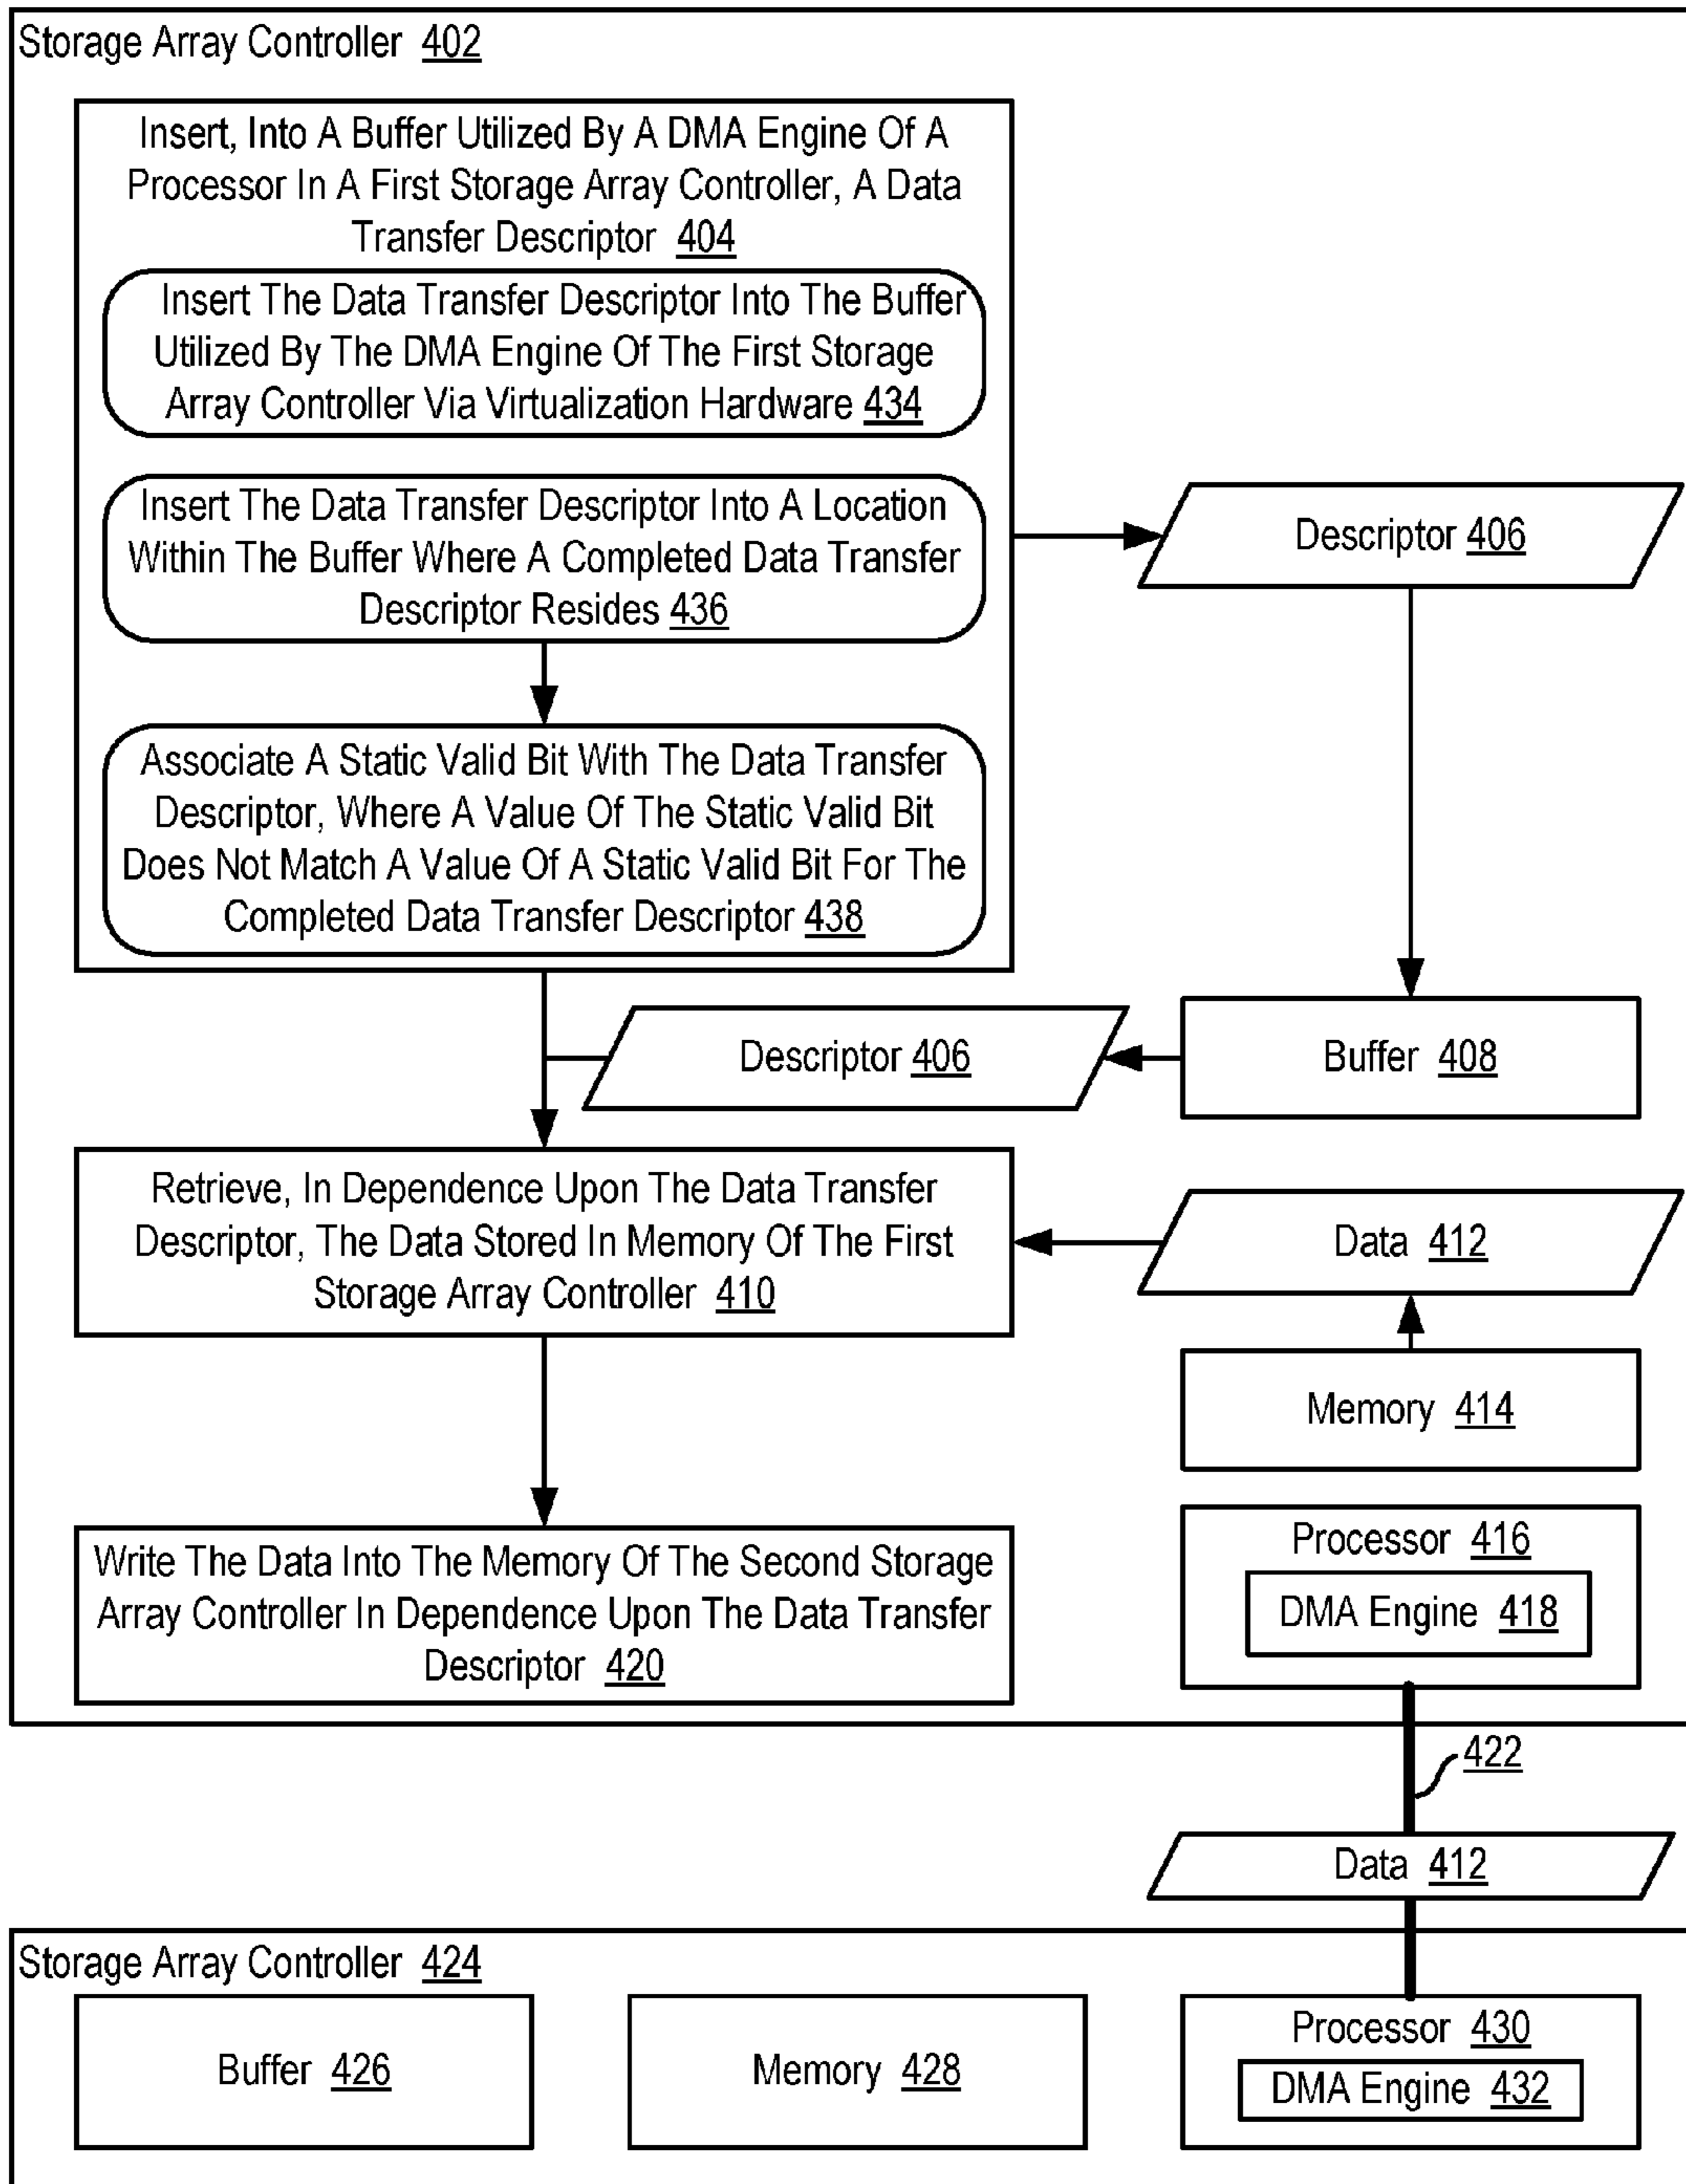 Storage Array Controller 402
Insert, Into A Buffer Utilized By A DMA Engine Of A
Processor In A First Storage Array Controller, A Data
Transfer Descriptor 404
Insert The Data Transfer Descriptor Into The Buffer
Utilized By The DMA Engine Of The First Storage
Array Controller Via Virtualization Hardware 434
Insert The Data Transfer Descriptor Into A Location
Within The Buffer Where A Completed Data Transfer
Descriptor Resides 436
Descriptor 406
Associate A Static Valid Bit With The Data Transfer
Descriptor, Where A Value Of The Static Valid Bit
Does Not Match A Value Of A Static Valid Bit For The
Completed Data Transfer Descriptor 438
Descriptor 406
Buffer 408
Retrieve, In Dependence Upon The Data Transfer
Descriptor, The Data Stored In Memory Of The First
Storage Array Controller 410
Data 412
Memory 414
Write The Data Into The Memory Of The Second Storage
Array Controller In Dependence Upon The Data Transfer
Descriptor 420
Processor 416
DMA Engine 418
422
Data 412
Storage Array Controller 424
Buffer 426
Memory 428
Processor 430
DMA Engine 432